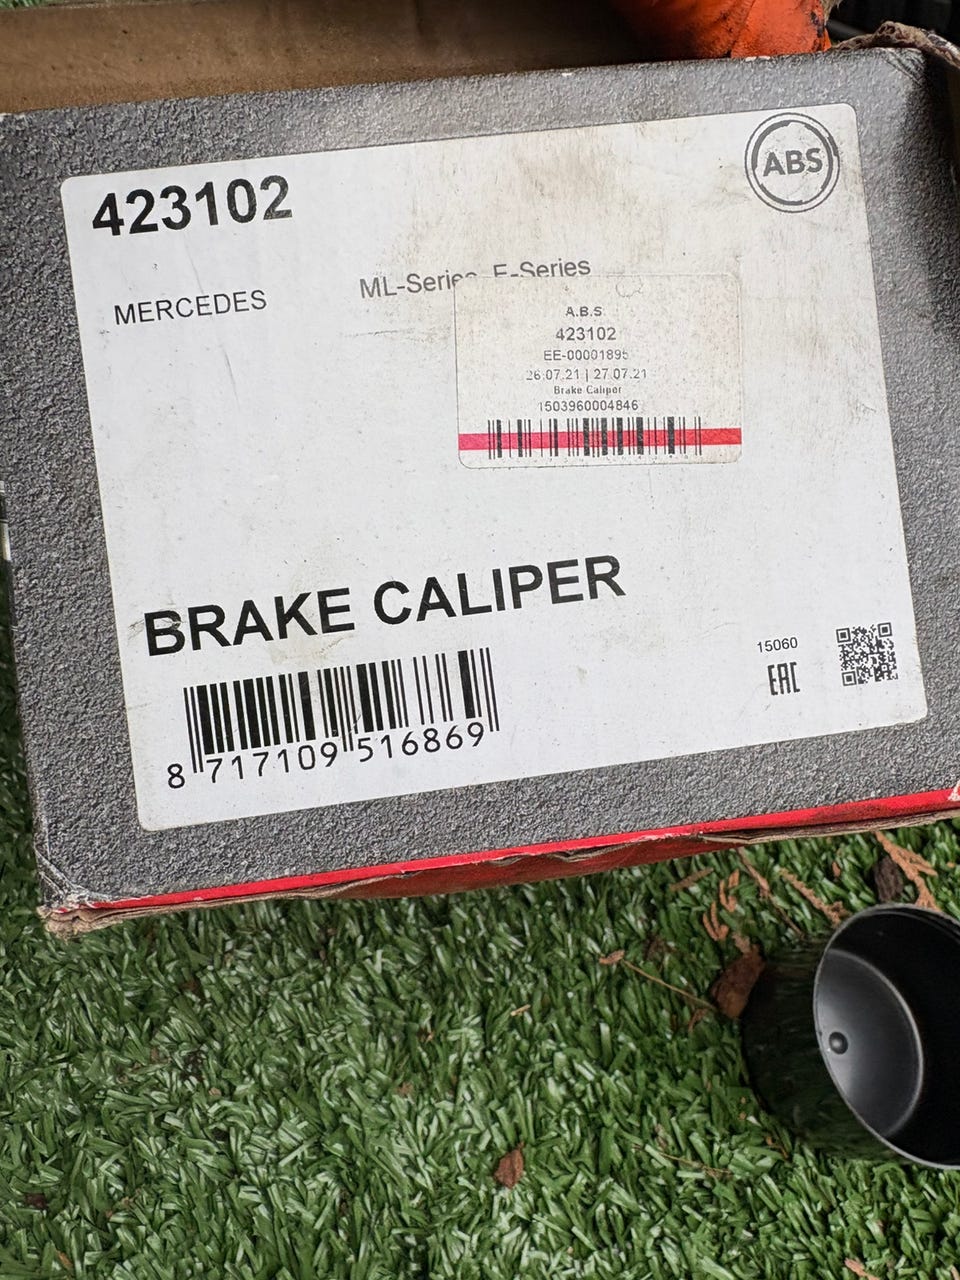 423102
ABS
MERCEDES
ML-Series, E-Series
A.B.S.
423102
EE-00001895
26.07.21 | 27.07.21
Brake Caliper
1503960004846
BRAKE CALIPER
8 717109 516869
15060
EAC